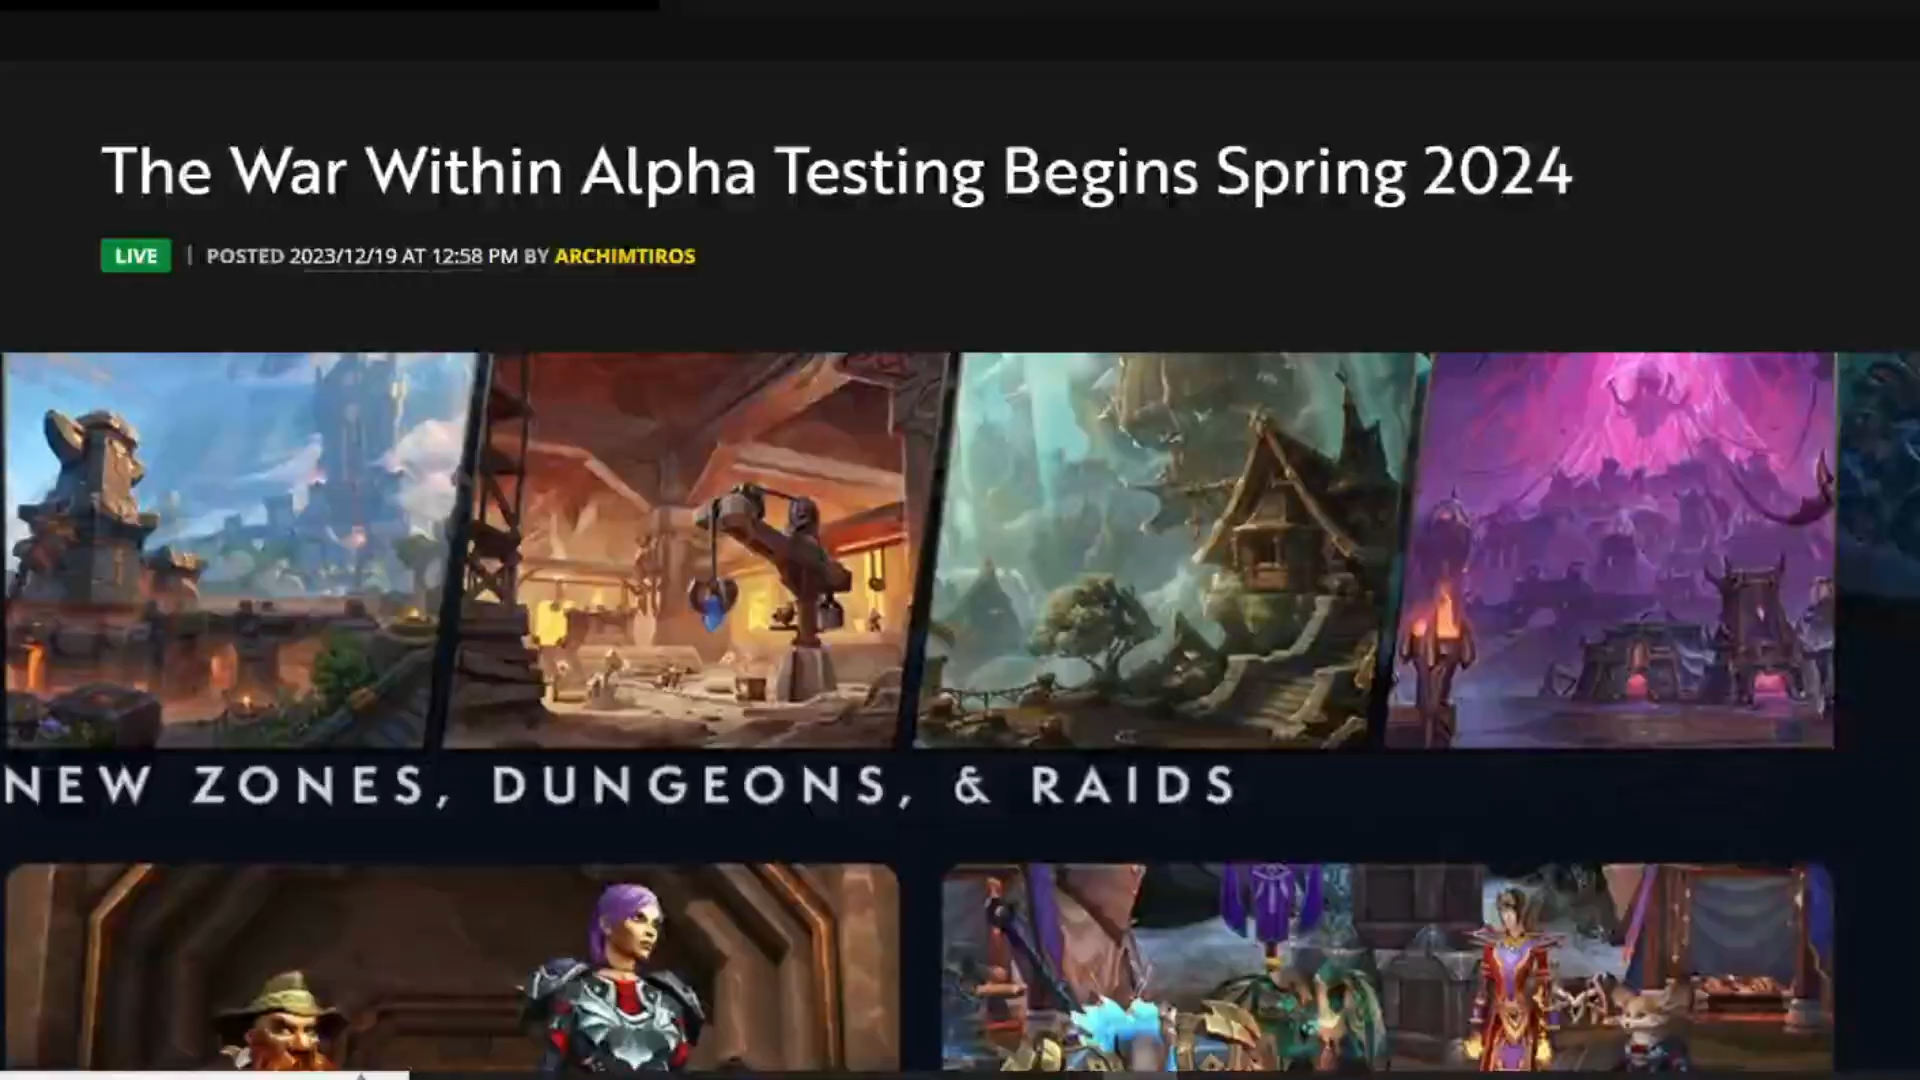 The War Within Alpha Testing Begins Spring 2024
LIVE | POSTED 2023/12/19 AT 12:58 PM BY ARCHIMTIROS
NEW ZONES, DUNGEONS, & RAIDS